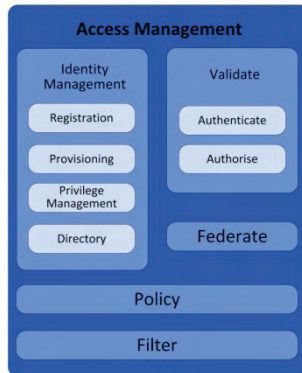 Access Management
Identity
Management
Registration
Provisioning
Privilege
Management
Directory
Validate
Authenticate
Authorise
Federate
Policy
Filter